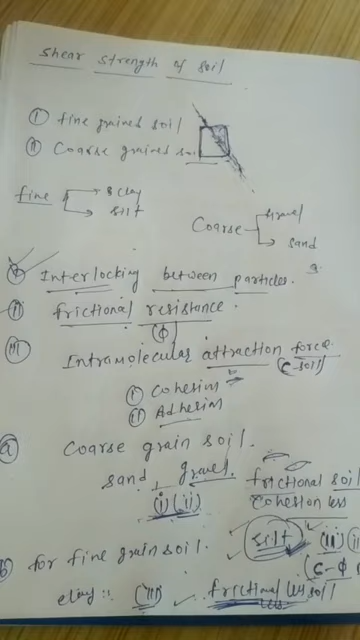 Shear strength of soil
① fine grained soil
② Coarse grained soil
fine → clay
→ silt
Coarse → Gravel
→ sand
① Interlocking between particles.
② frictional resistance.
(ϕ)
③ Intramolecular attraction force
(C-soil)
① Cohesion
② Adhesion
ⓐ Coarse grain soil.
sand, gravel. frictional soil
(i) (ii) cohesion less
ⓑ for fine grain soil. silt (ii) (
(C-ϕ
clay :: (iii) frictional less soil